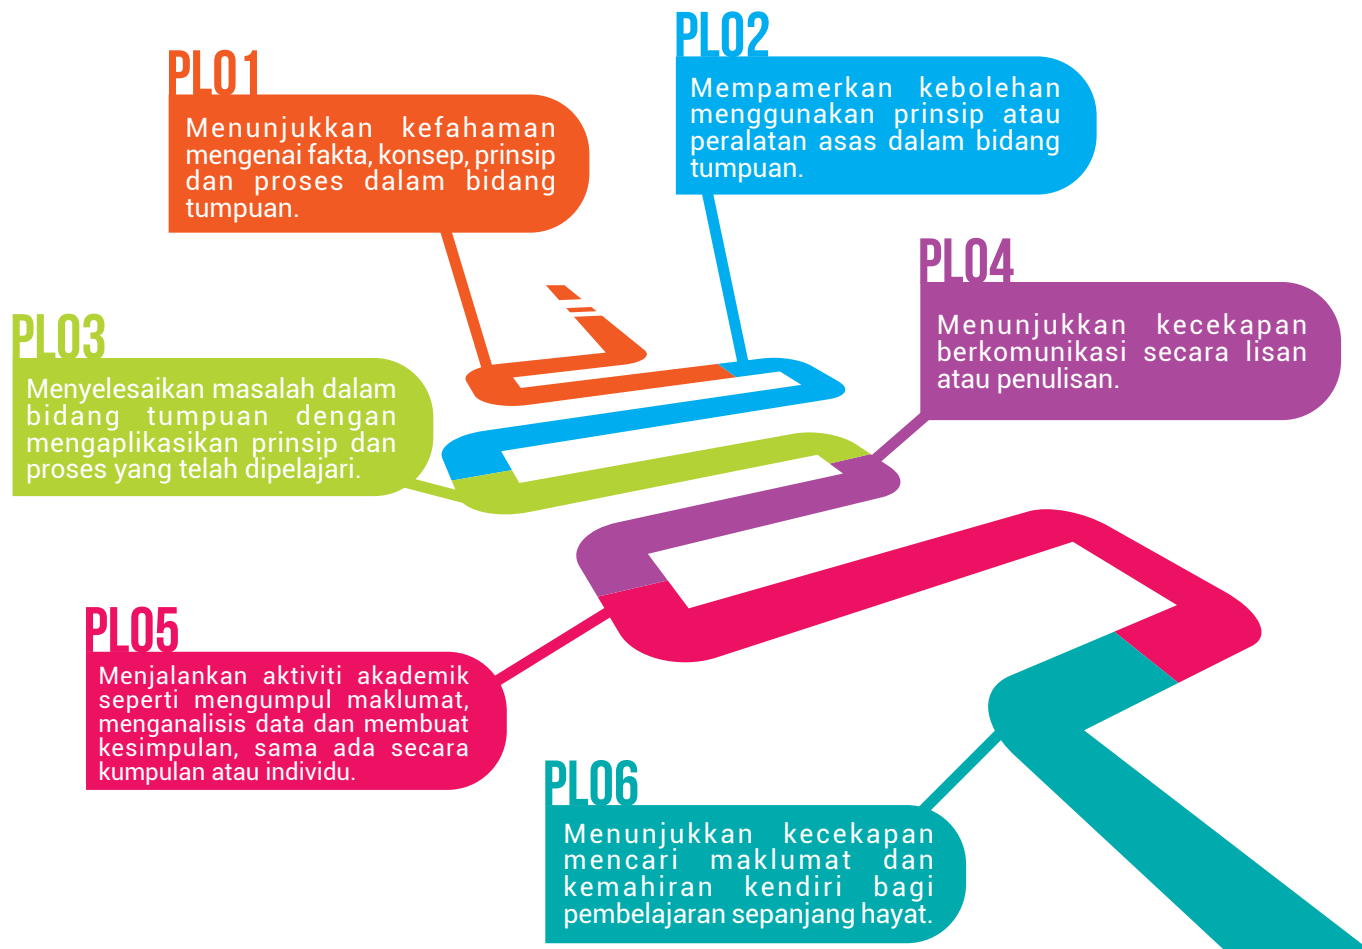 PLO1
Menunjukkan kefahaman
mengenai fakta, konsep, prinsip
dan proses dalam bidang
tumpuan.
PLO2
Mempamerkan kebolehan
menggunakan prinsip atau
peralatan asas dalam bidang
tumpuan.
PLO3
Menyelesaikan masalah dalam
bidang tumpuan dengan
mengaplikasikan prinsip dan
proses yang telah dipelajari.
PLO4
Menunjukkan kecekapan
berkomunikasi secara lisan
atau penulisan.
PLO5
Menjalankan aktiviti akademik
seperti mengumpul maklumat,
menganalisis data dan membuat
kesimpulan, sama ada secara
kumpulan atau individu.
PLO6
Menunjukkan kecekapan
mencari maklumat dan
kemahiran kendiri bagi
pembelajaran sepanjang hayat.